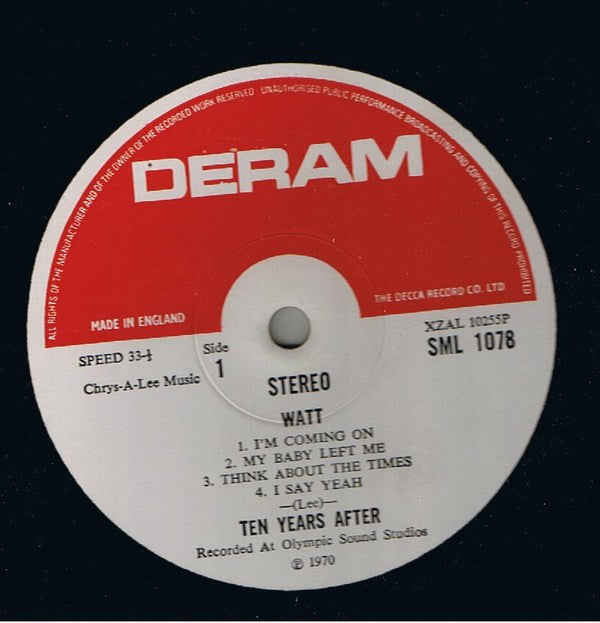 ALL RIGHTS OF THE MANUFACTURER AND OF THE OWNER OF THE RECORDED WORK RESERVED UNAUTHORISED PUBLIC PERFORMANCE BROADCASTING AND COPYING OF THIS RECORD PROHIBITED
DERAM
THE DECCA RECORD CO. LTD
MADE IN ENGLAND
SPEED 33⅓
Side
1
XZAL 10255P
SML 1078
Chrys-A-Lee Music
STEREO
WATT
1. I'M COMING ON
2. MY BABY LEFT ME
3. THINK ABOUT THE TIMES
4. I SAY YEAH
—(Lee)—
TEN YEARS AFTER
Recorded At Olympic Sound Studios
℗ 1970